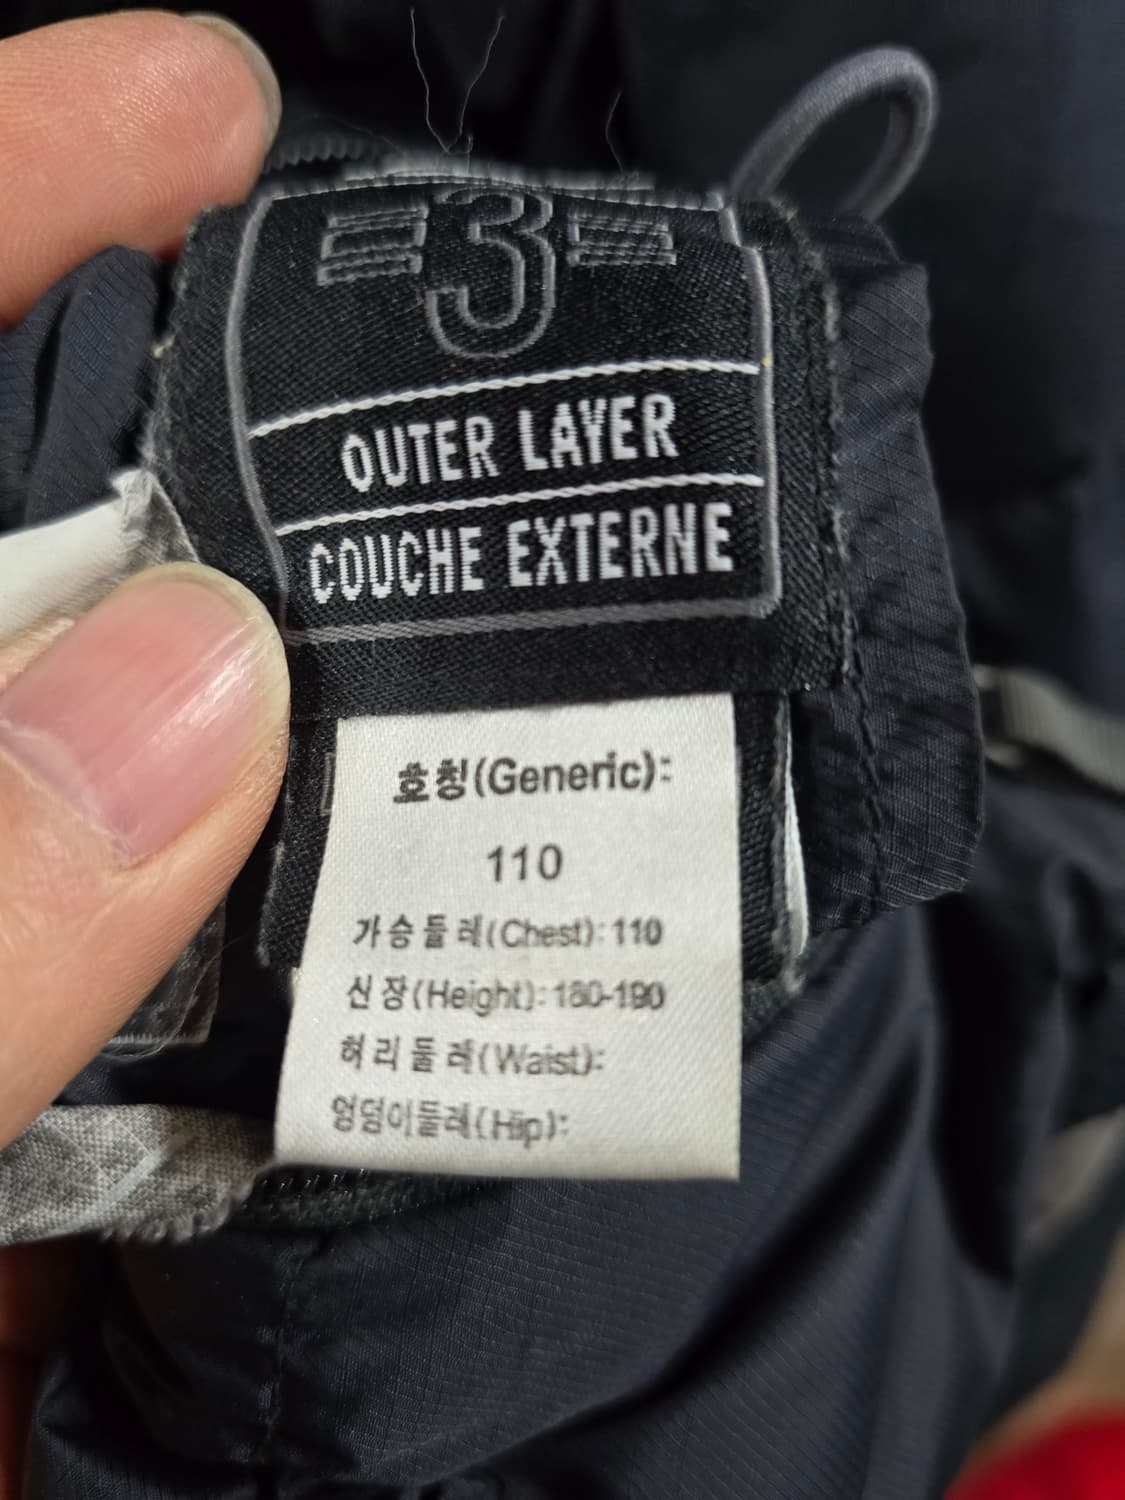 3
OUTER LAYER
COUCHE EXTERNE
호칭(Generic):
110
가슴둘레(Chest):110
신장(Height):180-190
허리둘레(Waist):
엉덩이둘레(Hip):